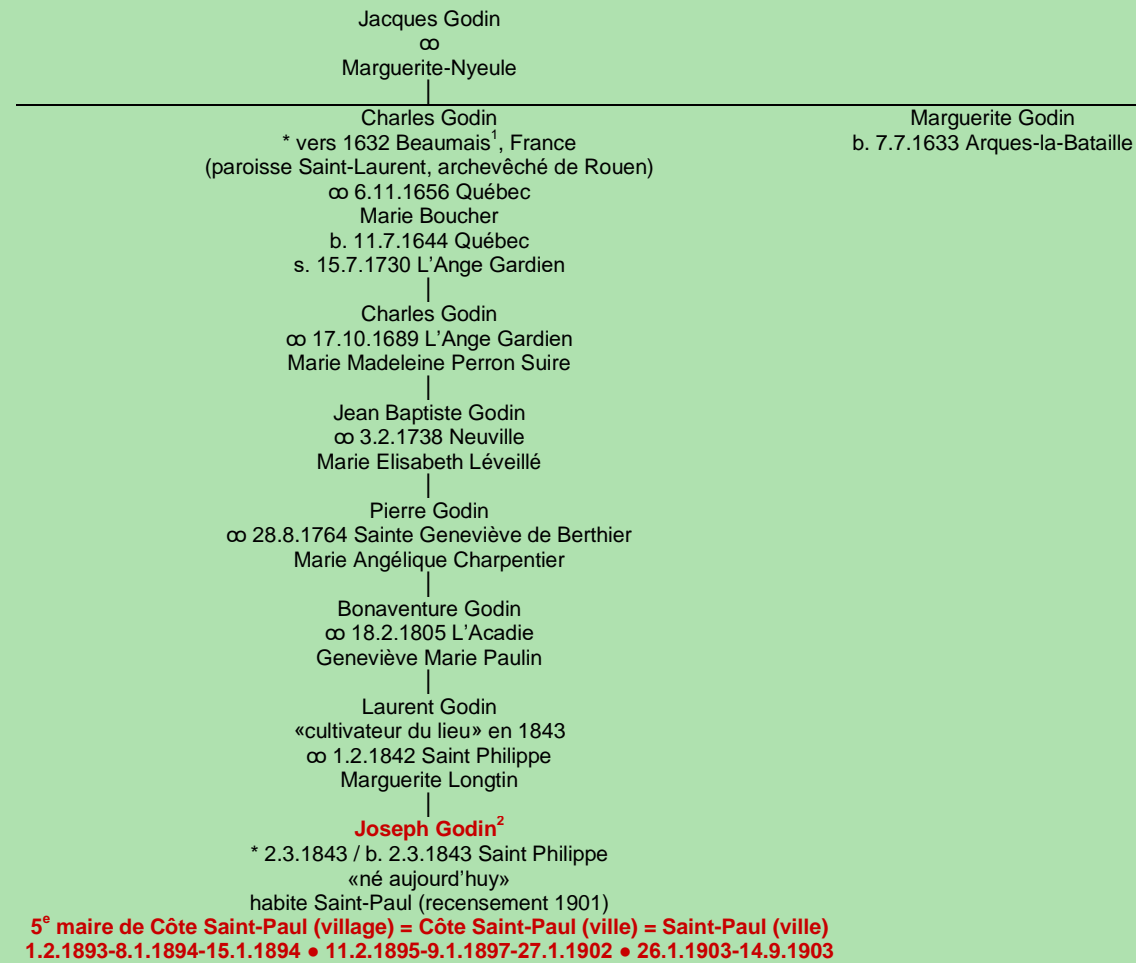 Jacques Godin
ꝏ
Marguerite-Nyeule
Charles Godin
* vers 1632 Beaumais¹, France
(paroisse Saint-Laurent, archevêché de Rouen)
ꝏ 6.11.1656 Québec
Marie Boucher
b. 11.7.1644 Québec
s. 15.7.1730 L'Ange Gardien
Marguerite Godin
b. 7.7.1633 Arques-la-Bataille
Charles Godin
ꝏ 17.10.1689 L'Ange Gardien
Marie Madeleine Perron Suire
Jean Baptiste Godin
ꝏ 3.2.1738 Neuville
Marie Elisabeth Léveillé
Pierre Godin
ꝏ 28.8.1764 Sainte Geneviève de Berthier
Marie Angélique Charpentier
Bonaventure Godin
ꝏ 18.2.1805 L'Acadie
Geneviève Marie Paulin
Laurent Godin
«cultivateur du lieu» en 1843
ꝏ 1.2.1842 Saint Philippe
Marguerite Longtin
Joseph Godin²
* 2.3.1843 / b. 2.3.1843 Saint Philippe
«né aujourd'huy»
habite Saint-Paul (recensement 1901)
5ᵉ maire de Côte Saint-Paul (village) = Côte Saint-Paul (ville) = Saint-Paul (ville)
1.2.1893-8.1.1894-15.1.1894 ● 11.2.1895-9.1.1897-27.1.1902 ● 26.1.1903-14.9.1903